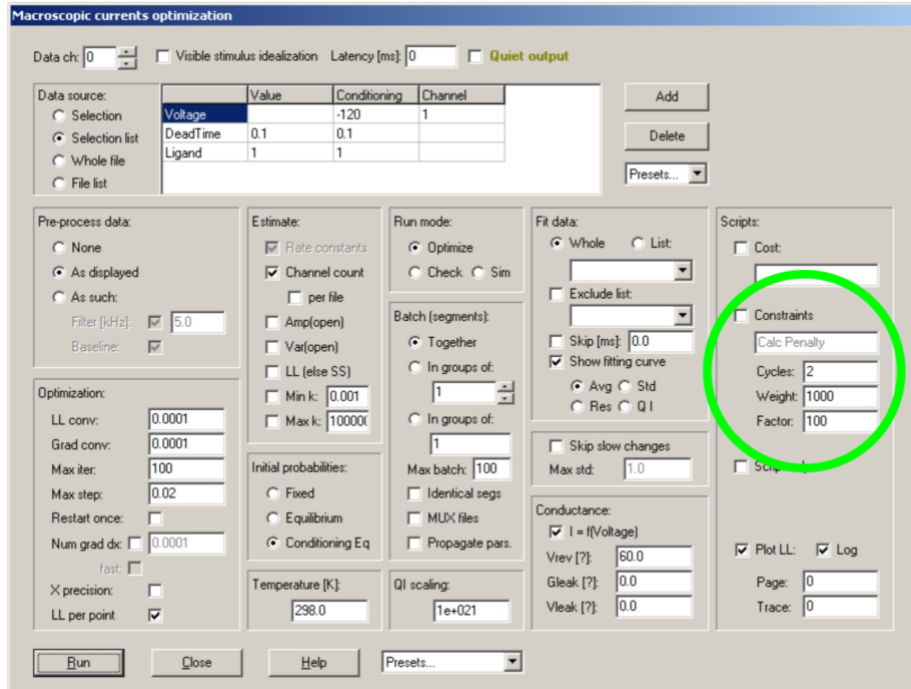 Macroscopic currents optimization
Data ch: 0 Visible stimulus idealization Latency [ms]: 0 Quiet output
Data source:
Selection
Selection list
Whole file
File list
Value Conditioning Channel
Voltage -120 1
DeadTime 0.1 0.1
Ligand 1 1
Add
Delete
Presets...
Pre-process data:
None
As displayed
As such:
Filter [kHz]: 5.0
Baseline:
Optimization:
LL conv: 0.0001
Grad conv: 0.0001
Max iter: 100
Max step: 0.02
Restart once:
Num grad dx: 0.0001
fast:
X precision:
LL per point
Estimate:
Rate constants
Channel count
per file
Amp(open)
Var(open)
LL (else SS)
Min k: 0.001
Max k: 10000
Initial probabilities:
Fixed
Equilibrium
Conditioning Eq
Temperature [K]:
298.0
Run mode:
Optimize
Check Sim
Batch (segments):
Together
In groups of:
1
In groups of:
1
Max batch: 100
Identical segs
MUX files
Propagate pars.
QI scaling:
1e+021
Fit data:
Whole List:
Exclude list:
Skip [ms]: 0.0
Show fitting curve
Avg Std
Res Q I
Skip slow changes
Max std: 1.0
Conductance:
I = f(Voltage)
Vrev [?]: 60.0
Gleak [?]: 0.0
Vleak [?]: 0.0
Scripts:
Cost:
Constraints
Calc Penalty
Cycles: 2
Weight: 1000
Factor: 100
Plot LL: Log
Page: 0
Trace: 0
Run Close Help Presets...